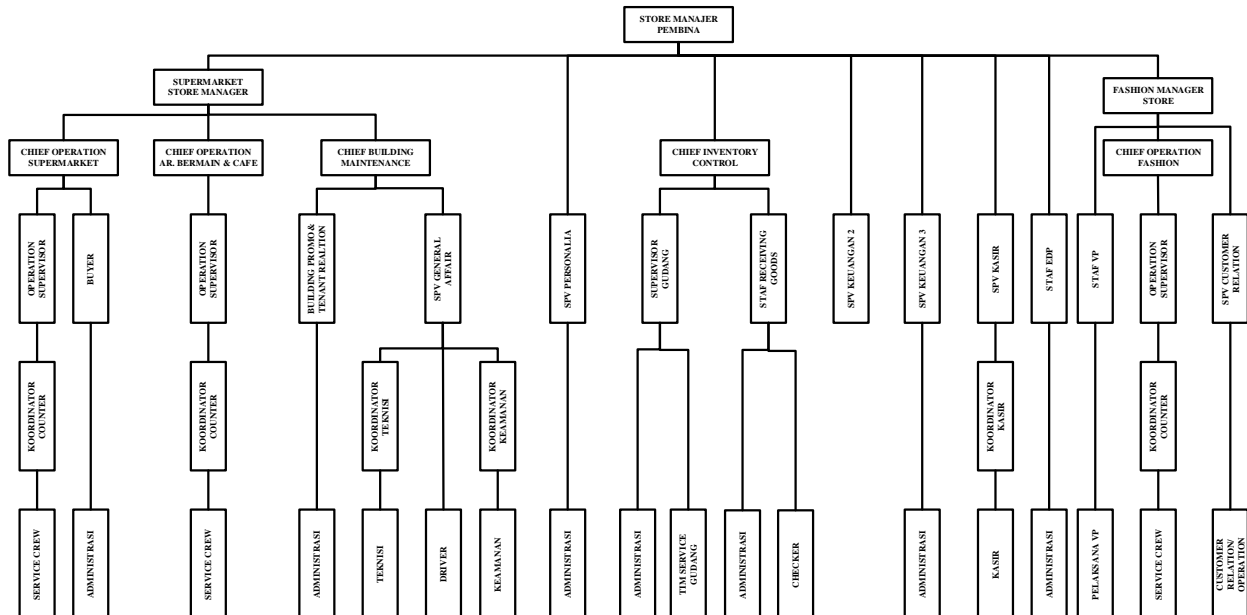 STORE MANAJER
PEMBINA
SUPERMARKET
STORE MANAGER
FASHION MANAGER
STORE
CHIEF OPERATION
SUPERMARKET
CHIEF OPERATION
AR. BERMAIN & CAFE
CHIEF BUILDING
MAINTENANCE
CHIEF INVENTORY
CONTROL
CHIEF OPERATION
FASHION
OPERATION
SUPERVISOR
BUYER
OPERATION
SUPERVISOR
BUILDING PROMO &
TENANT REALTION
SPV GENERAL
AFFAIR
SPV PERSONALIA
SUPERVISOR
GUDANG
STAF RECEIVING
GOODS
SPV KEUANGAN 2
SPV KEUANGAN 3
SPV KASIR
STAF EDP
STAF VP
OPERATION
SUPERVISOR
SPV CUSTOMER
RELATION
KOORDINATOR
COUNTER
KOORDINATOR
COUNTER
KOORDINATOR
TEKNISI
KOORDINATOR
KEAMANAN
KOORDINATOR
KASIR
KOORDINATOR
COUNTER
SERVICE CREW
ADMINISTRASI
SERVICE CREW
ADMINISTRASI
TEKNISI
DRIVER
KEAMANAN
ADMINISTRASI
ADMINISTRASI
TIM SERVICE
GUDANG
ADMINISTRASI
CHECKER
ADMINISTRASI
KASIR
ADMINISTRASI
PELAKSANA VP
SERVICE CREW
CUSTOMER
RELATION/
OPERATION